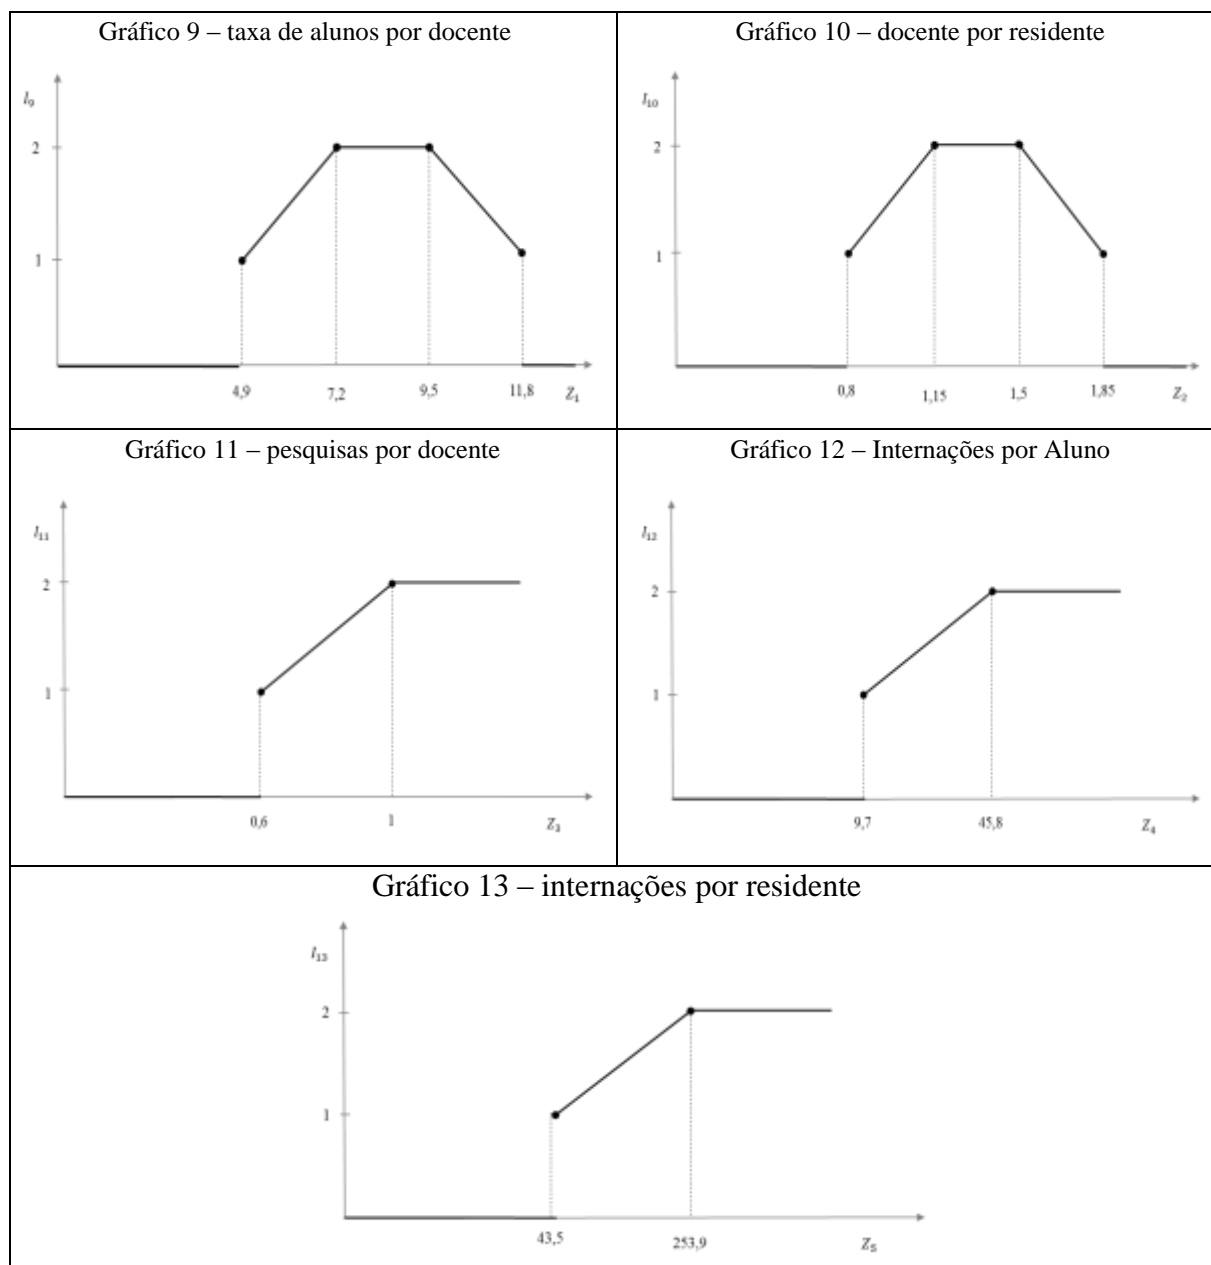 Gráfico 9 – taxa de alunos por docente
I₉
2
1
4,9
7,2
9,5
11,8
Z₁
Gráfico 10 – docente por residente
I₁₀
2
1
0,8
1,15
1,5
1,85
Z₂
Gráfico 11 – pesquisas por docente
I₁₁
2
1
0,6
1
Z₃
Gráfico 12 – Internações por Aluno
I₁₂
2
1
9,7
45,8
Z₄
Gráfico 13 – internações por residente
I₁₃
2
1
43,5
253,9
Z₅